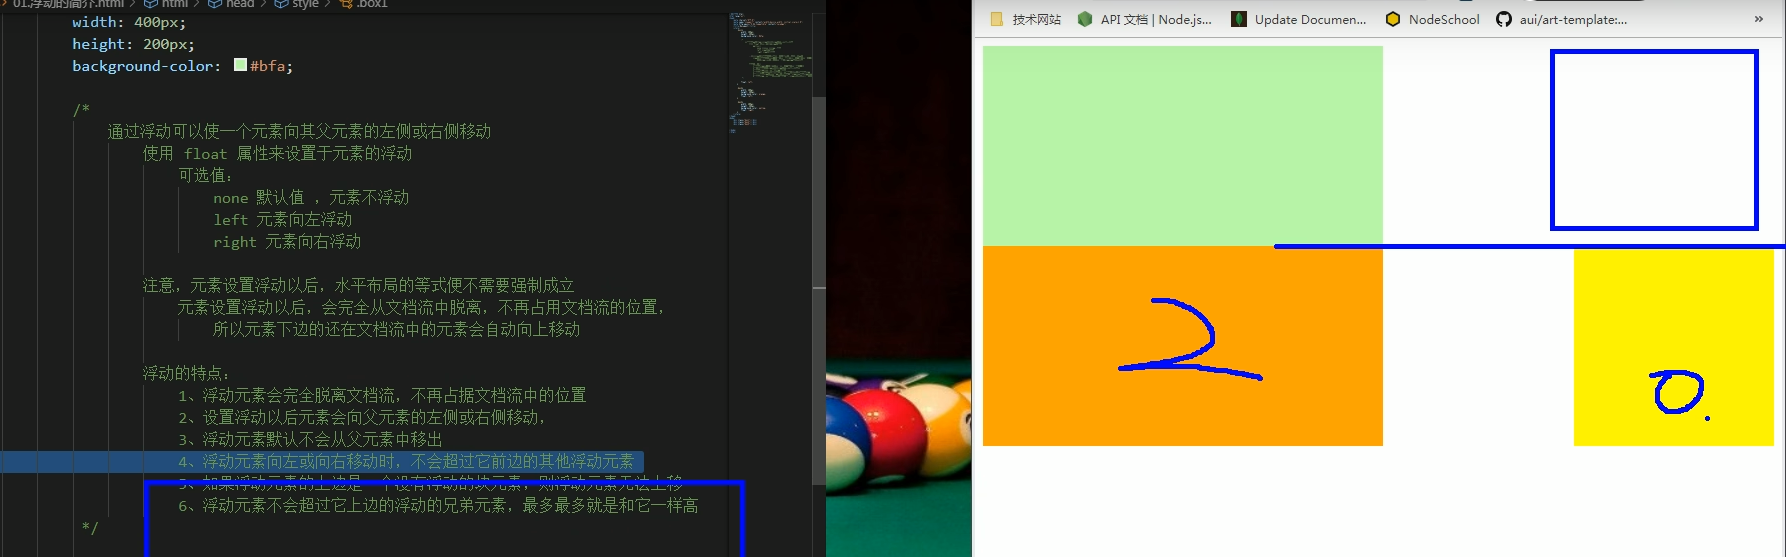 01.浮动的简介.html > html > head > style > .box1
width: 400px;
height: 200px;
background-color: #bfa;
/*
通过浮动可以使一个元素向其父元素的左侧或右侧移动
使用 float 属性来设置于元素的浮动
可选值:
none 默认值 ，元素不浮动
left 元素向左浮动
right 元素向右浮动
注意，元素设置浮动以后，水平布局的等式便不需要强制成立
元素设置浮动以后，会完全从文档流中脱离，不再占用文档流的位置，
所以元素下边的还在文档流中的元素会自动向上移动
浮动的特点:
1、浮动元素会完全脱离文档流，不再占据文档流中的位置
2、设置浮动以后元素会向父元素的左侧或右侧移动，
3、浮动元素默认不会从父元素中移出
4、浮动元素向左或向右移动时，不会超过它前边的其他浮动元素
5、如果浮动元素的上边是一个没有浮动的块元素，则浮动元素无法上移
6、浮动元素不会超过它上边的浮动的兄弟元素，最多最多就是和它一样高
*/
技术网站 API 文档 | Node.js... Update Documen... NodeSchool aui/art-template:... »
2